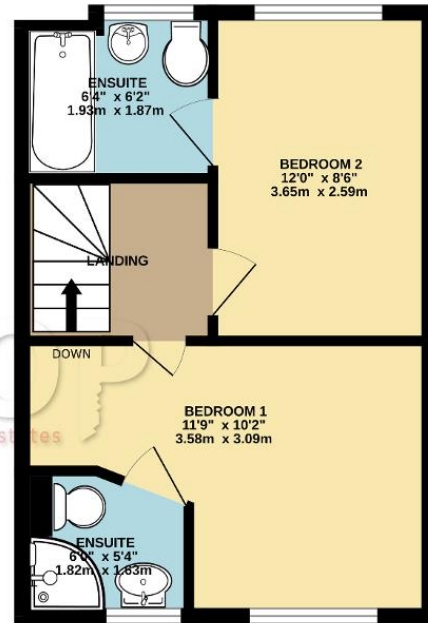 ENSUITE
6'4" x 6'2"
1.93m x 1.87m
BEDROOM 2
12'0" x 8'6"
3.65m x 2.59m
LANDING
DOWN
OP
states
BEDROOM 1
11'9" x 10'2"
3.58m x 3.09m
ENSUITE
6'0" x 5'4"
1.82m x 1.63m